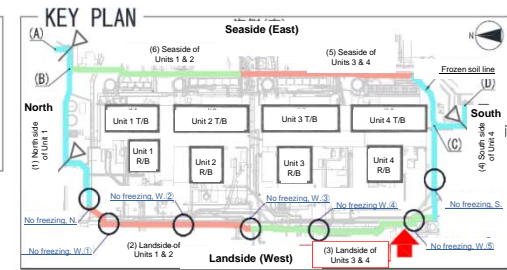 KEY PLAN
Seaside (East)
N
(A)
(6) Seaside of
Units 1 & 2
(5) Seaside of
Units 3 & 4
Frozen soil line
(B)
(D)
North
South
Unit 1 T/B
Unit 2 T/B
Unit 3 T/B
Unit 4 T/B
(1) North side
of Unit 1
(4) South side
of Unit 4
(C)
Unit 1
R/B
Unit 2
R/B
Unit 3
R/B
Unit 4
R/B
No freezing, N.
No freezing, W.②
No freezing, W.③
No freezing W.④
No freezing, S.
No freezing, W.①
No freezing, W.⑤
(2) Landside of
Units 1 & 2
Landside (West)
(3) Landside of
Units 3 & 4